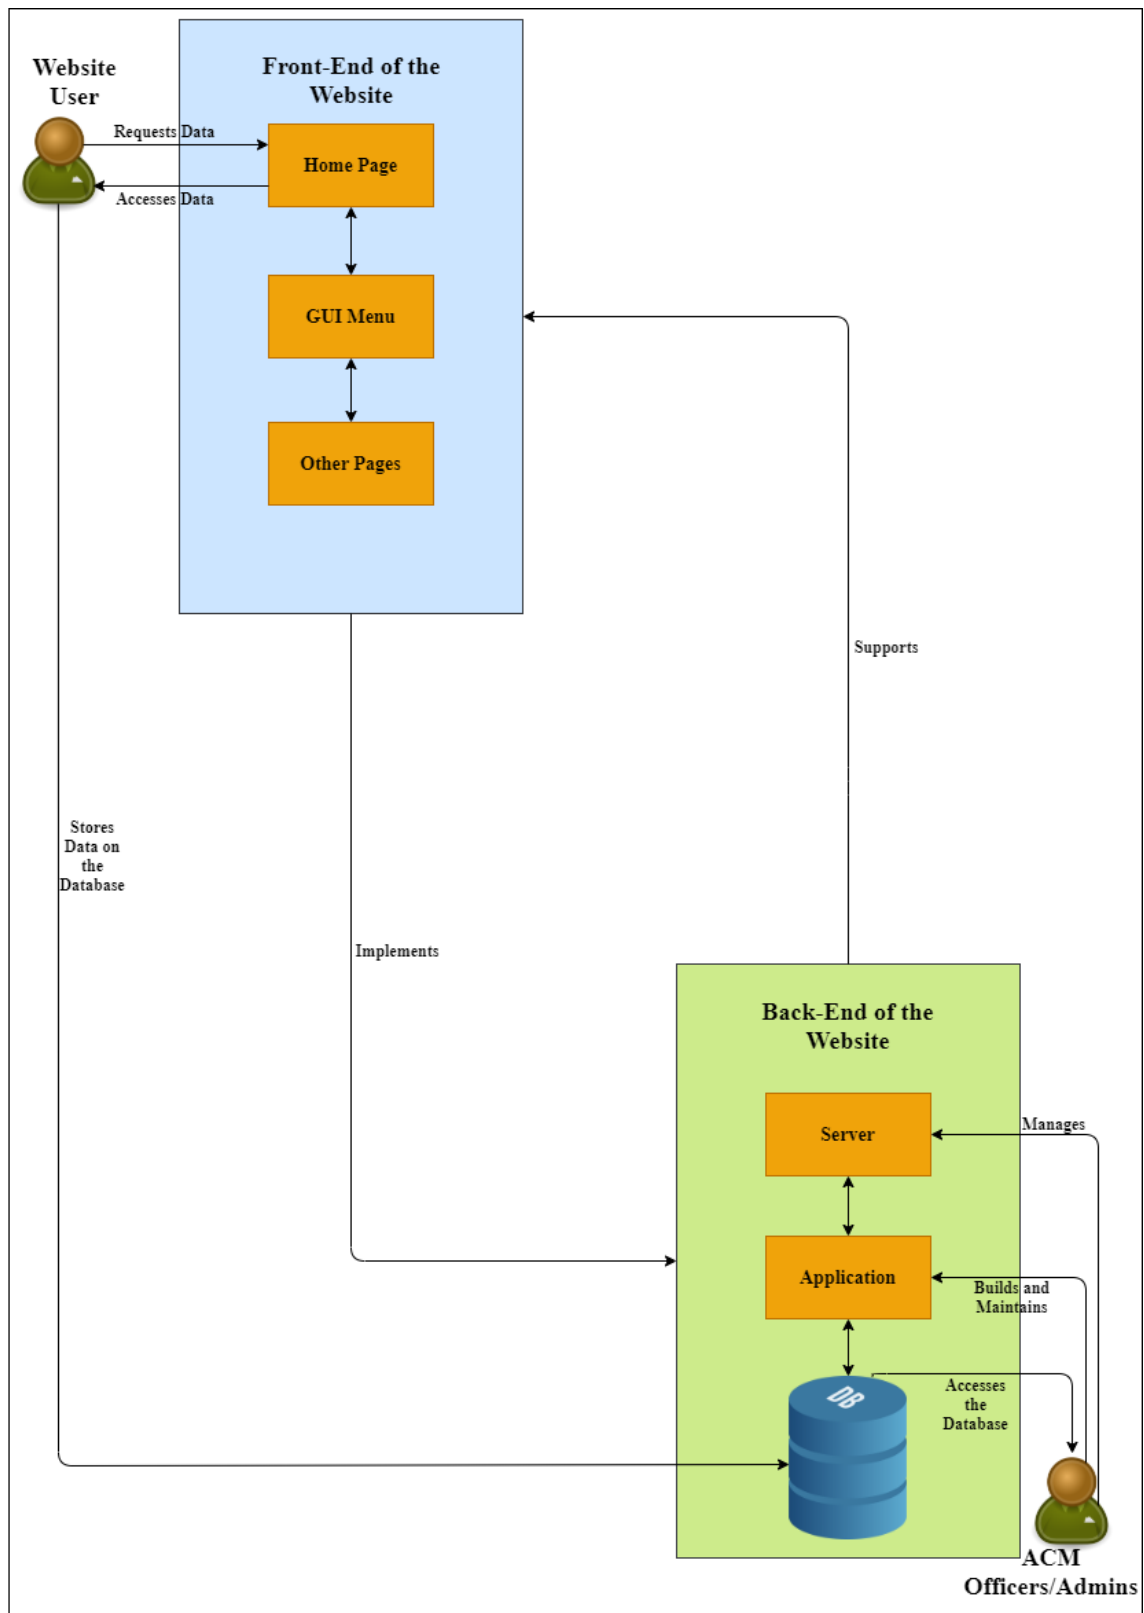 Website
User
Front-End of the
Website
Requests Data
Home Page
Accesses Data
GUI Menu
Other Pages
Supports
Stores
Data on
the
Database
Implements
Back-End of the
Website
Server
Manages
Application
Builds and
Maintains
DB
Accesses
the
Database
ACM
Officers/Admins